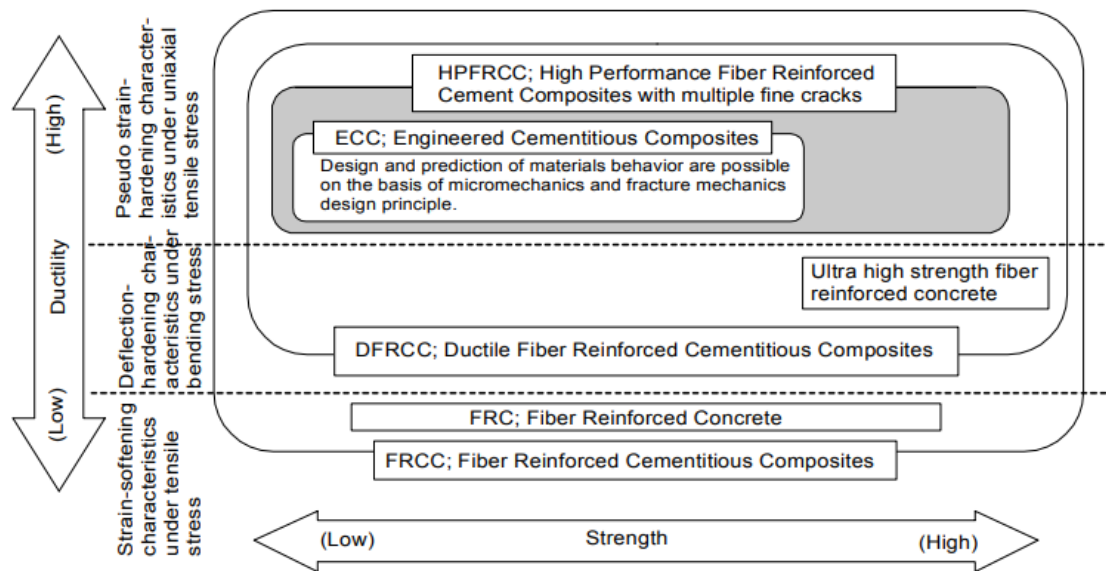 (High)
Ductility
(Low)
Pseudo strain-
hardening character-
istics under uniaxial
tensile stress
Deflection-
hardening char-
acteristics under
bending stress
Strain-softening
characteristics
under tensile
stress
HPFRCC; High Performance Fiber Reinforced
Cement Composites with multiple fine cracks
ECC; Engineered Cementitious Composites
Design and prediction of materials behavior are possible
on the basis of micromechanics and fracture mechanics
design principle.
Ultra high strength fiber
reinforced concrete
DFRCC; Ductile Fiber Reinforced Cementitious Composites
FRC; Fiber Reinforced Concrete
FRCC; Fiber Reinforced Cementitious Composites
(Low)
Strength
(High)